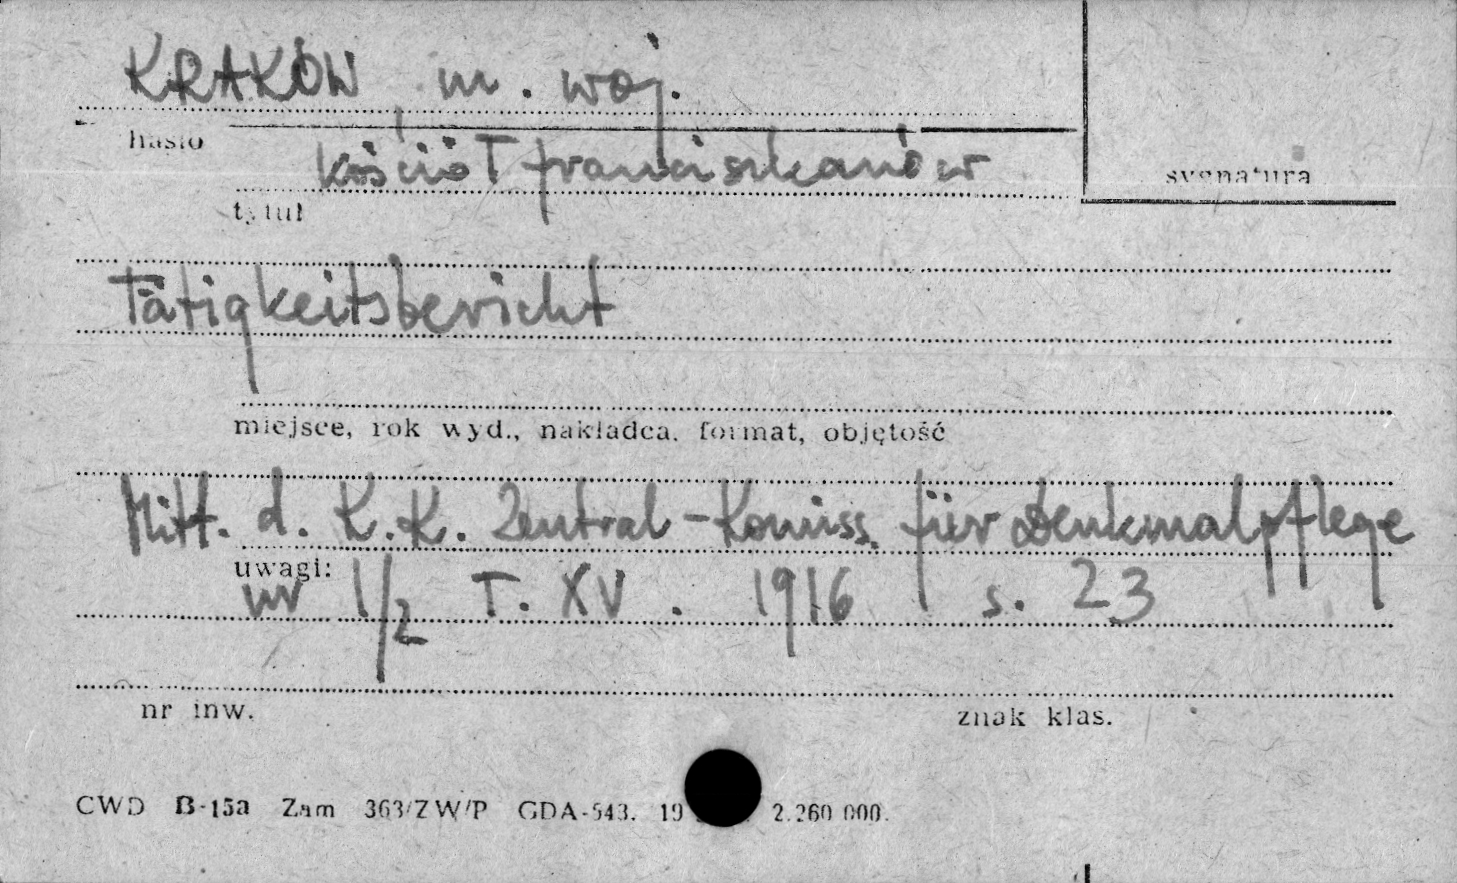 KRAKÓW, m. woj.
hasło
kościół franciszkanów
sygnatura
tytuł
Tätigkeitsbericht
miejsce, rok wyd., nakładca, format, objętość
Mitt. d. K.K. Zentral-Komiss. für Denkmalpflege
uwagi:
nr 1/2 T. XV. 1916 s. 23
nr inw.
znak klas.
CWD B-15a Zam 363/ZW/P GDA-543. 19 2.260 000.